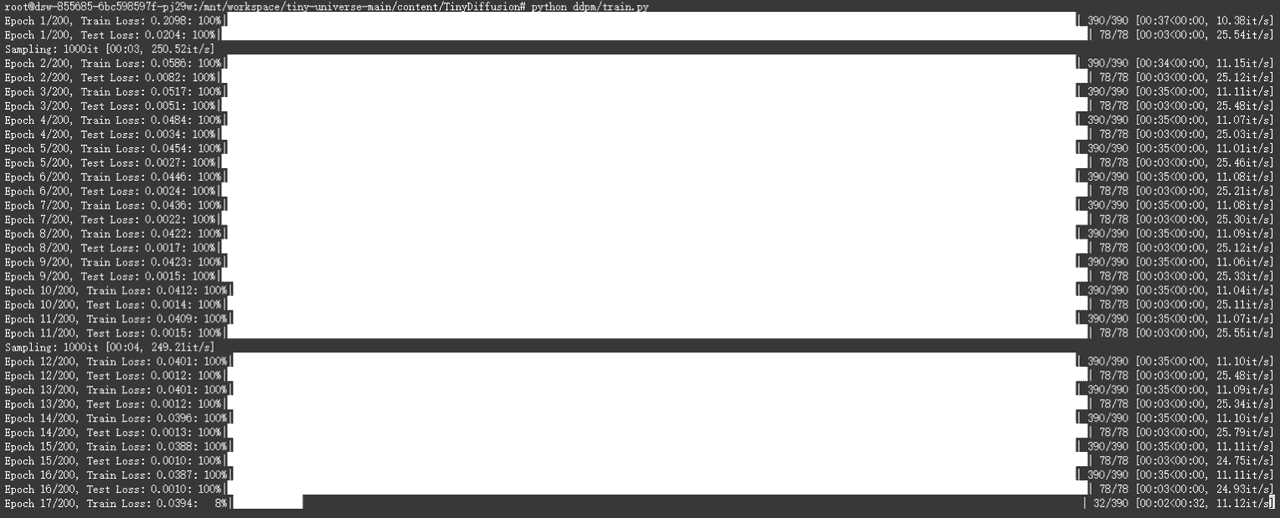 root@dsw-855685-6bc598597f-pj29w:/mnt/workspace/tiny-universe-main/content/TinyDiffusion# python ddpm/train.py
Epoch 1/200, Train Loss: 0.2098: 100%| | 390/390 [00:37<00:00, 10.38it/s]
Epoch 1/200, Test Loss: 0.0204: 100%| | 78/78 [00:03<00:00, 25.54it/s]
Sampling: 1000it [00:03, 250.52it/s]
Epoch 2/200, Train Loss: 0.0586: 100%| | 390/390 [00:34<00:00, 11.15it/s]
Epoch 2/200, Test Loss: 0.0082: 100%| | 78/78 [00:03<00:00, 25.12it/s]
Epoch 3/200, Train Loss: 0.0517: 100%| | 390/390 [00:35<00:00, 11.11it/s]
Epoch 3/200, Test Loss: 0.0051: 100%| | 78/78 [00:03<00:00, 25.48it/s]
Epoch 4/200, Train Loss: 0.0484: 100%| | 390/390 [00:35<00:00, 11.07it/s]
Epoch 4/200, Test Loss: 0.0034: 100%| | 78/78 [00:03<00:00, 25.03it/s]
Epoch 5/200, Train Loss: 0.0454: 100%| | 390/390 [00:35<00:00, 11.01it/s]
Epoch 5/200, Test Loss: 0.0027: 100%| | 78/78 [00:03<00:00, 25.46it/s]
Epoch 6/200, Train Loss: 0.0446: 100%| | 390/390 [00:35<00:00, 11.08it/s]
Epoch 6/200, Test Loss: 0.0024: 100%| | 78/78 [00:03<00:00, 25.21it/s]
Epoch 7/200, Train Loss: 0.0436: 100%| | 390/390 [00:35<00:00, 11.08it/s]
Epoch 7/200, Test Loss: 0.0022: 100%| | 78/78 [00:03<00:00, 25.30it/s]
Epoch 8/200, Train Loss: 0.0422: 100%| | 390/390 [00:35<00:00, 11.09it/s]
Epoch 8/200, Test Loss: 0.0017: 100%| | 78/78 [00:03<00:00, 25.12it/s]
Epoch 9/200, Train Loss: 0.0423: 100%| | 390/390 [00:35<00:00, 11.06it/s]
Epoch 9/200, Test Loss: 0.0015: 100%| | 78/78 [00:03<00:00, 25.33it/s]
Epoch 10/200, Train Loss: 0.0412: 100%| | 390/390 [00:35<00:00, 11.04it/s]
Epoch 10/200, Test Loss: 0.0014: 100%| | 78/78 [00:03<00:00, 25.11it/s]
Epoch 11/200, Train Loss: 0.0409: 100%| | 390/390 [00:35<00:00, 11.07it/s]
Epoch 11/200, Test Loss: 0.0015: 100%| | 78/78 [00:03<00:00, 25.55it/s]
Sampling: 1000it [00:04, 249.21it/s]
Epoch 12/200, Train Loss: 0.0401: 100%| | 390/390 [00:35<00:00, 11.10it/s]
Epoch 12/200, Test Loss: 0.0012: 100%| | 78/78 [00:03<00:00, 25.48it/s]
Epoch 13/200, Train Loss: 0.0401: 100%| | 390/390 [00:35<00:00, 11.09it/s]
Epoch 13/200, Test Loss: 0.0012: 100%| | 78/78 [00:03<00:00, 25.34it/s]
Epoch 14/200, Train Loss: 0.0396: 100%| | 390/390 [00:35<00:00, 11.10it/s]
Epoch 14/200, Test Loss: 0.0013: 100%| | 78/78 [00:03<00:00, 25.79it/s]
Epoch 15/200, Train Loss: 0.0388: 100%| | 390/390 [00:35<00:00, 11.11it/s]
Epoch 15/200, Test Loss: 0.0010: 100%| | 78/78 [00:03<00:00, 24.75it/s]
Epoch 16/200, Train Loss: 0.0387: 100%| | 390/390 [00:35<00:00, 11.11it/s]
Epoch 16/200, Test Loss: 0.0010: 100%| | 78/78 [00:03<00:00, 24.93it/s]
Epoch 17/200, Train Loss: 0.0394: 8%| | 32/390 [00:02<00:32, 11.12it/s]